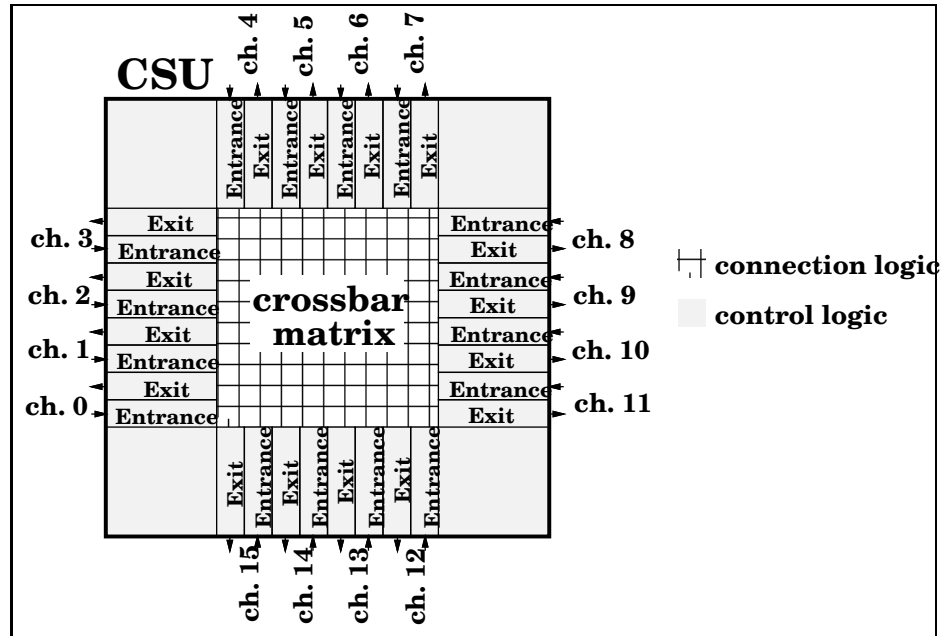 ch. 4
ch. 5
ch. 6
ch. 7
CSU
Entrance
Exit
Entrance
Exit
Entrance
Exit
Entrance
Exit
ch. 3
Exit
Entrance
ch. 2
Exit
Entrance
ch. 1
Exit
Entrance
ch. 0
Exit
Entrance
crossbar
matrix
Entrance
Exit
ch. 8
Entrance
Exit
ch. 9
Entrance
Exit
ch. 10
Entrance
Exit
ch. 11
connection logic
control logic
Exit
Entrance
Exit
Entrance
Exit
Entrance
Exit
Entrance
ch. 15
ch. 14
ch. 13
ch. 12